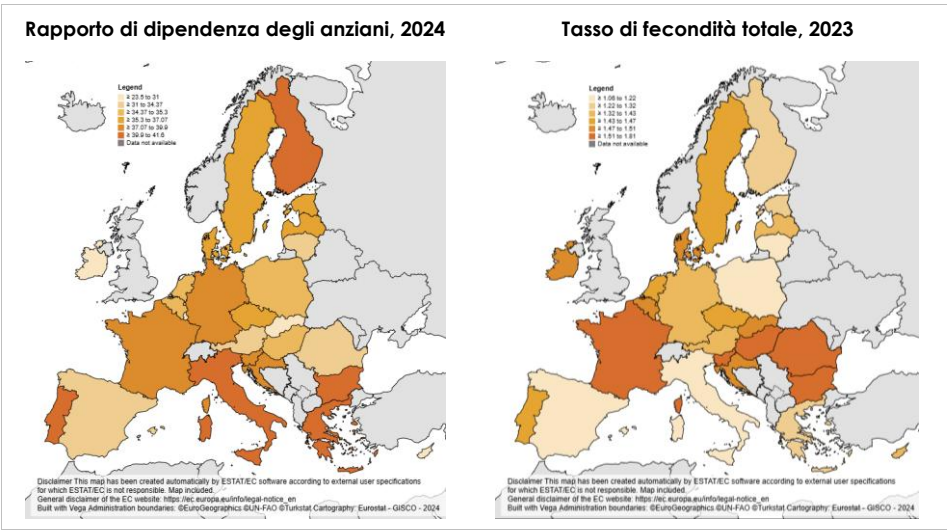 Rapporto di dipendenza degli anziani, 2024
Legend
≥ 23.5 to 31
≥ 31 to 34.37
≥ 34.37 to 35.3
≥ 35.3 to 37.07
≥ 37.07 to 39.9
≥ 39.9 to 41.6
Data not available
Disclaimer This map has been created automatically by ESTAT/EC software according to external user specifications
for which ESTAT/EC is not responsible. Map included.
General disclaimer of the EC website: https://ec.europa.eu/info/legal-notice_en
Built with Vega Administration boundaries: ©EuroGeographics ©UN-FAO ©Turkstat Cartography: Eurostat - GISCO - 2024
Tasso di fecondità totale, 2023
Legend
≥ 1.06 to 1.22
≥ 1.22 to 1.32
≥ 1.32 to 1.43
≥ 1.43 to 1.47
≥ 1.47 to 1.51
≥ 1.51 to 1.81
Data not available
Disclaimer This map has been created automatically by ESTAT/EC software according to external user specifications
for which ESTAT/EC is not responsible. Map included.
General disclaimer of the EC website: https://ec.europa.eu/info/legal-notice_en
Built with Vega Administration boundaries: ©EuroGeographics ©UN-FAO ©Turkstat Cartography: Eurostat - GISCO - 2024